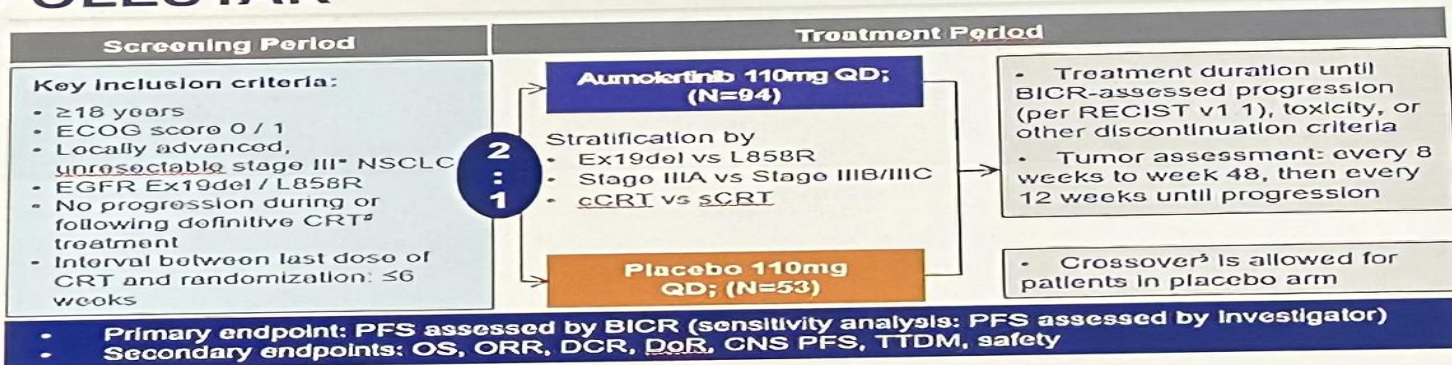 Screening Period
Treatment Period
Key inclusion criteria:
• ≥18 years
• ECOG score 0 / 1
• Locally advanced,
unresectable stage III* NSCLC
• EGFR Ex19del / L858R
• No progression during or
following definitive CRT#
treatment
• Interval between last dose of
CRT and randomization: ≤6
weeks
2
:
1
Aumolertinib 110mg QD;
(N=94)
Stratification by
• Ex19del vs L858R
• Stage IIIA vs Stage IIIB/IIIC
• cCRT vs sCRT
Placebo 110mg
QD; (N=53)
• Treatment duration until
BICR-assessed progression
(per RECIST v1 1), toxicity, or
other discontinuation criteria
• Tumor assessment: every 8
weeks to week 48, then every
12 weeks until progression
• Crossover is allowed for
patients in placebo arm
• Primary endpoint: PFS assessed by BICR (sensitivity analysis: PFS assessed by Investigator)
• Secondary endpoints: OS, ORR, DCR, DoR, CNS PFS, TTDM, safety